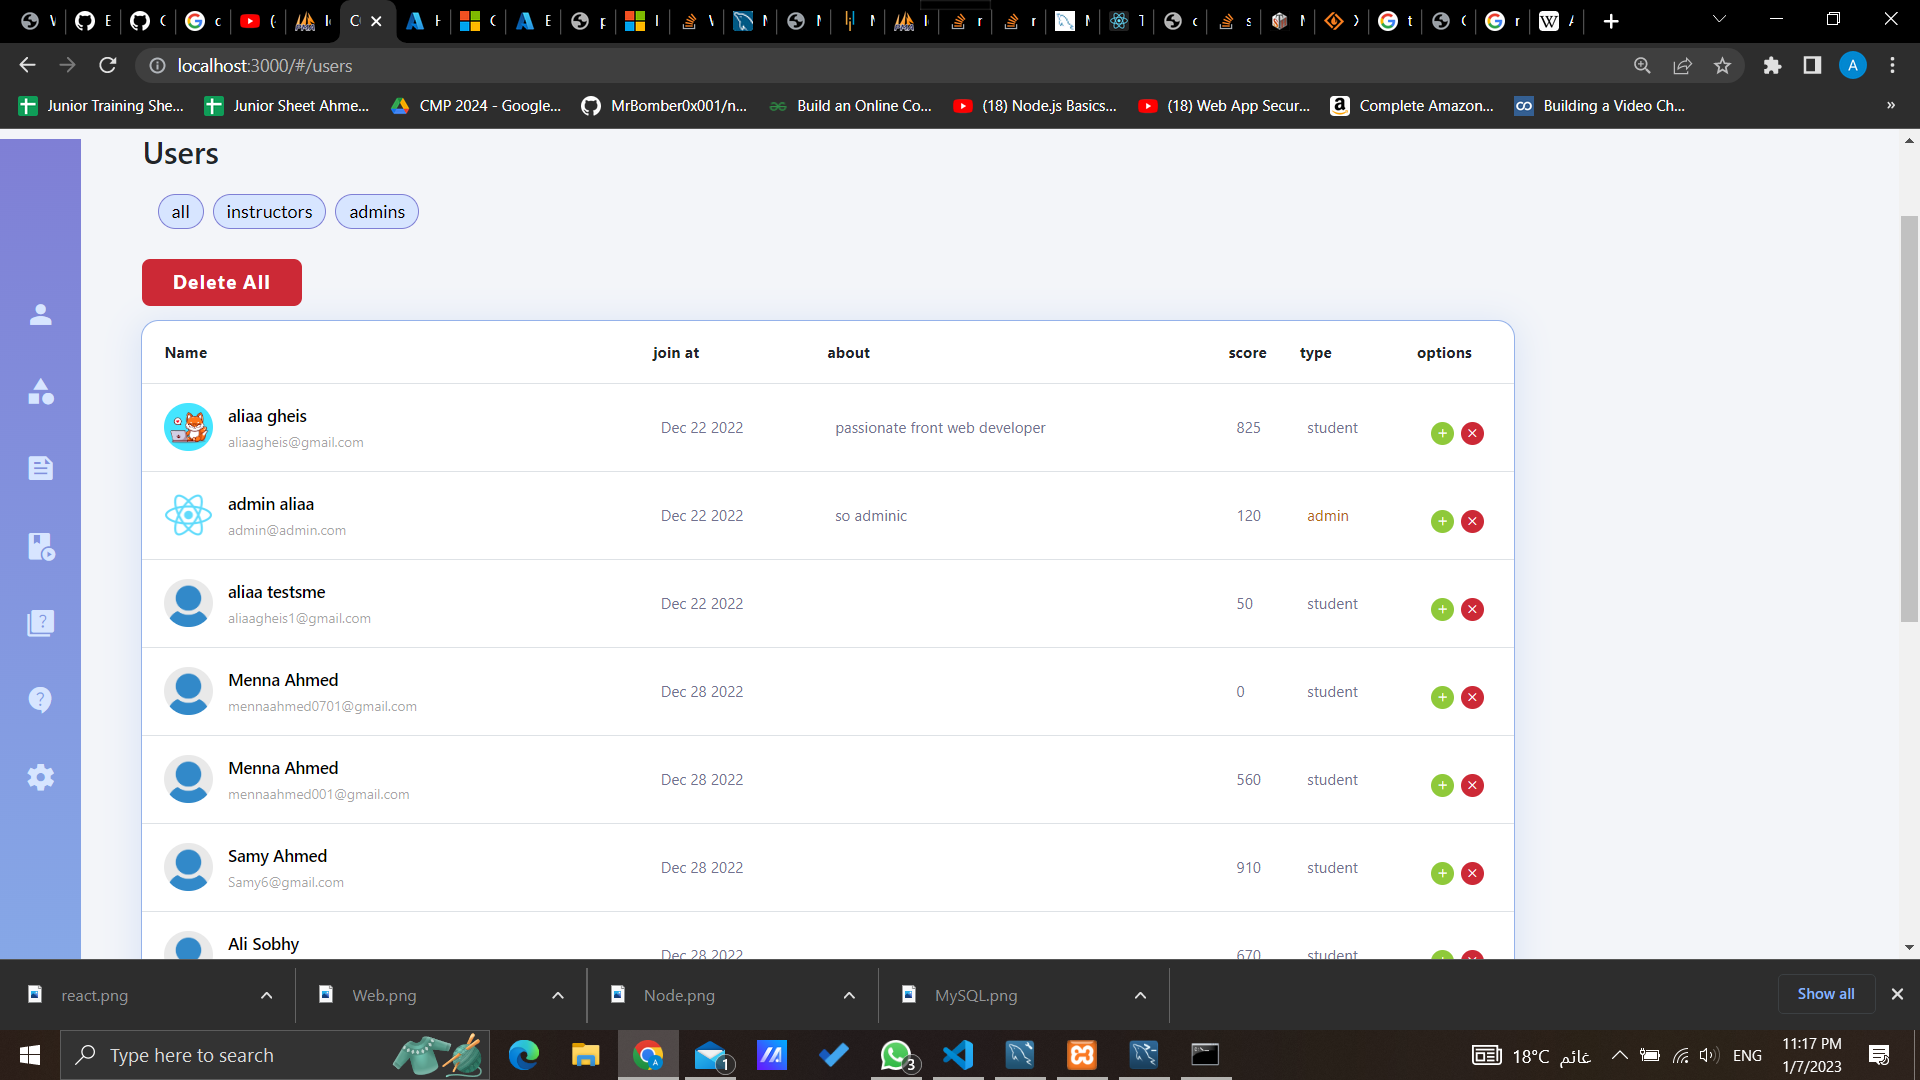 localhost:3000/#/users
A
Junior Training She...
Junior Sheet Ahme...
CMP 2024 - Google...
MrBomber0x001/n...
Build an Online Co...
(18) Node.js Basics...
(18) Web App Secur...
Complete Amazon...
Building a Video Ch...
»
Users
all
instructors
admins
Delete All
Name join at about score type options
aliaa gheis
aliaagheis@gmail.com
Dec 22 2022 passionate front web developer 825 student
admin aliaa
admin@admin.com
Dec 22 2022 so adminic 120 admin
aliaa testsme
aliaagheis1@gmail.com
Dec 22 2022 50 student
Menna Ahmed
mennaahmed0701@gmail.com
Dec 28 2022 0 student
Menna Ahmed
mennaahmed001@gmail.com
Dec 28 2022 560 student
Samy Ahmed
Samy6@gmail.com
Dec 28 2022 910 student
Ali Sobhy
Dec 28 2022 670 student
react.png
Web.png
Node.png
MySQL.png
Show all
Type here to search
1
3
18°C غائم
ENG
11:17 PM
1/7/2023